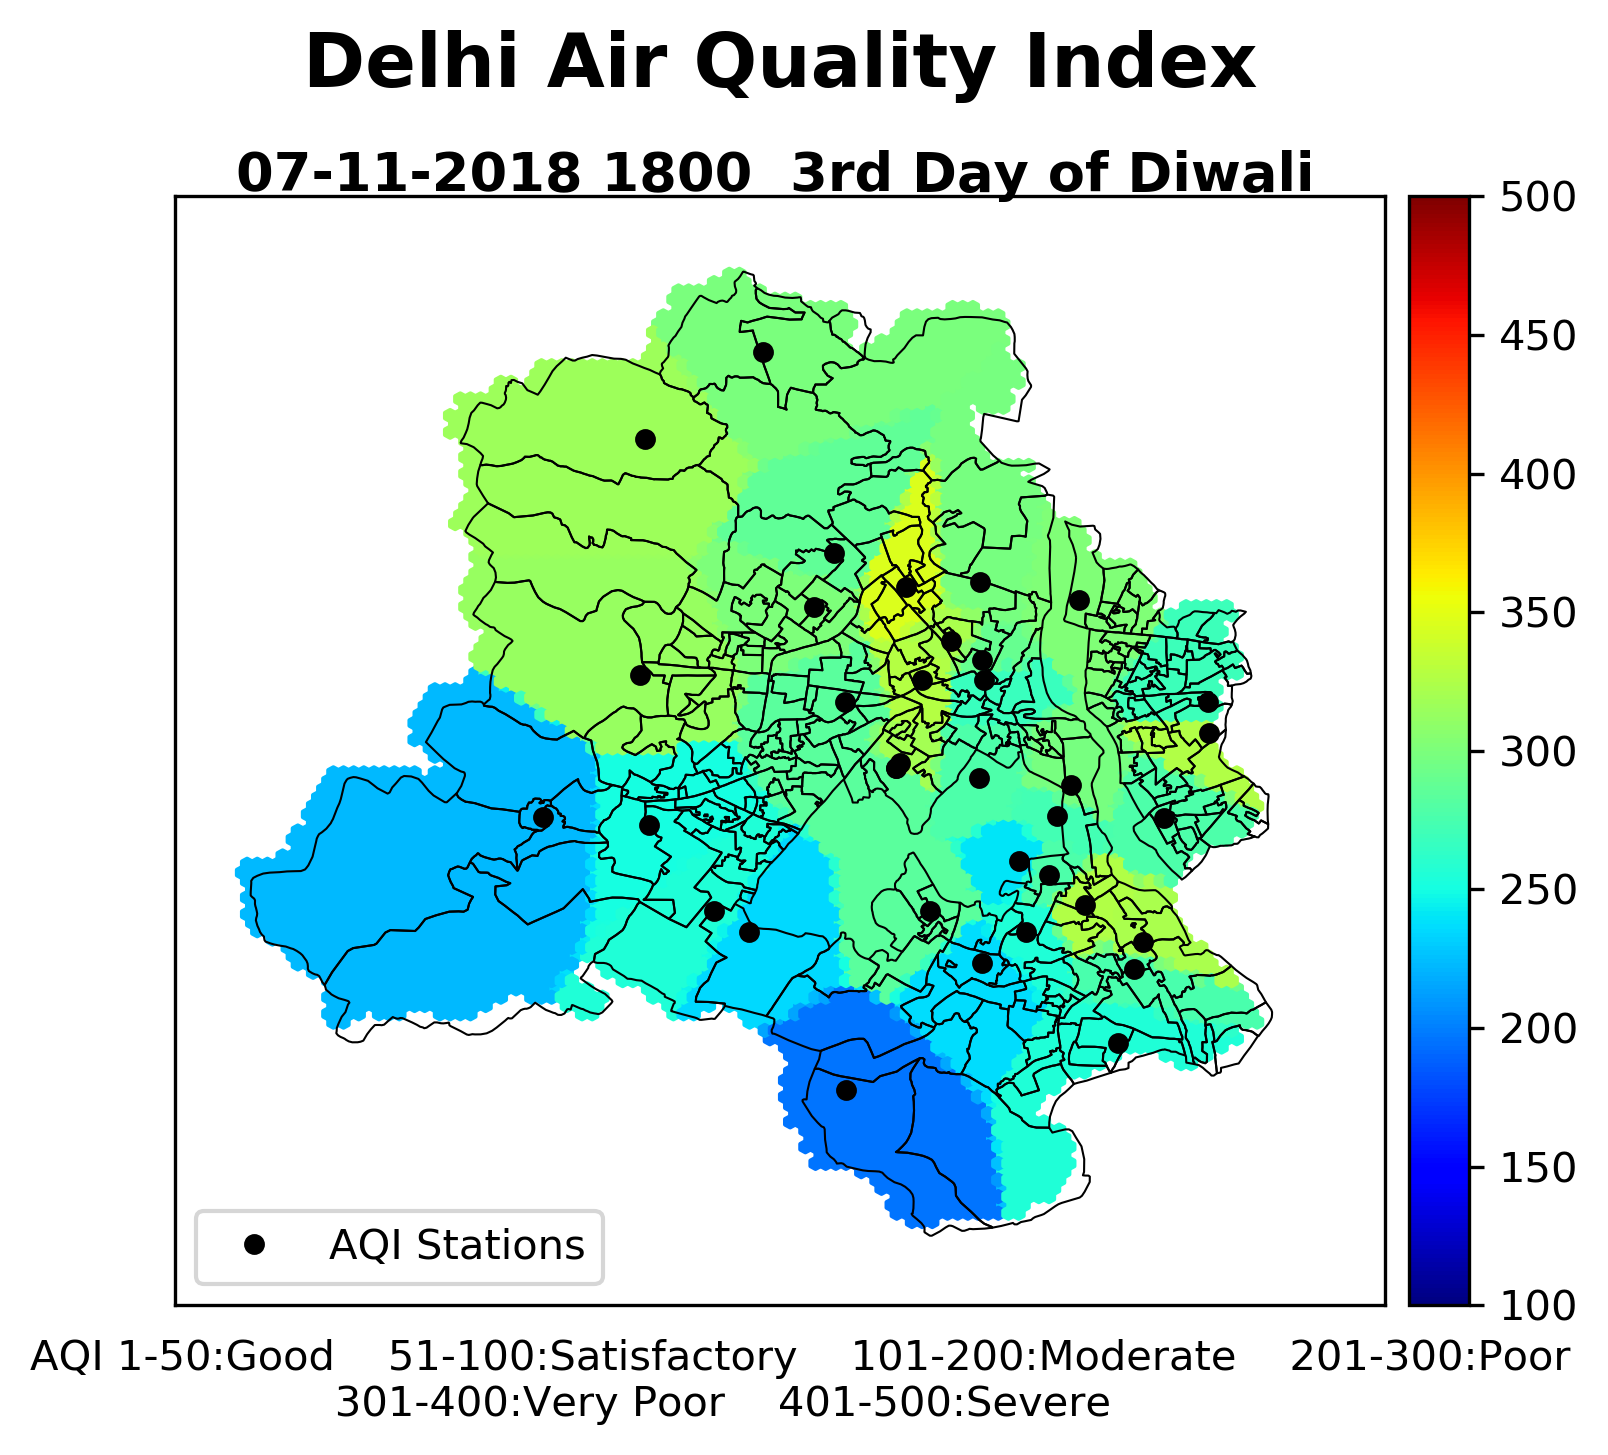 Delhi Air Quality Index
07-11-2018 1800  3rd Day of Diwali
500
450
400
350
300
250
200
150
100
AQI Stations
AQI 1-50:Good    51-100:Satisfactory    101-200:Moderate    201-300:Poor
301-400:Very Poor    401-500:Severe